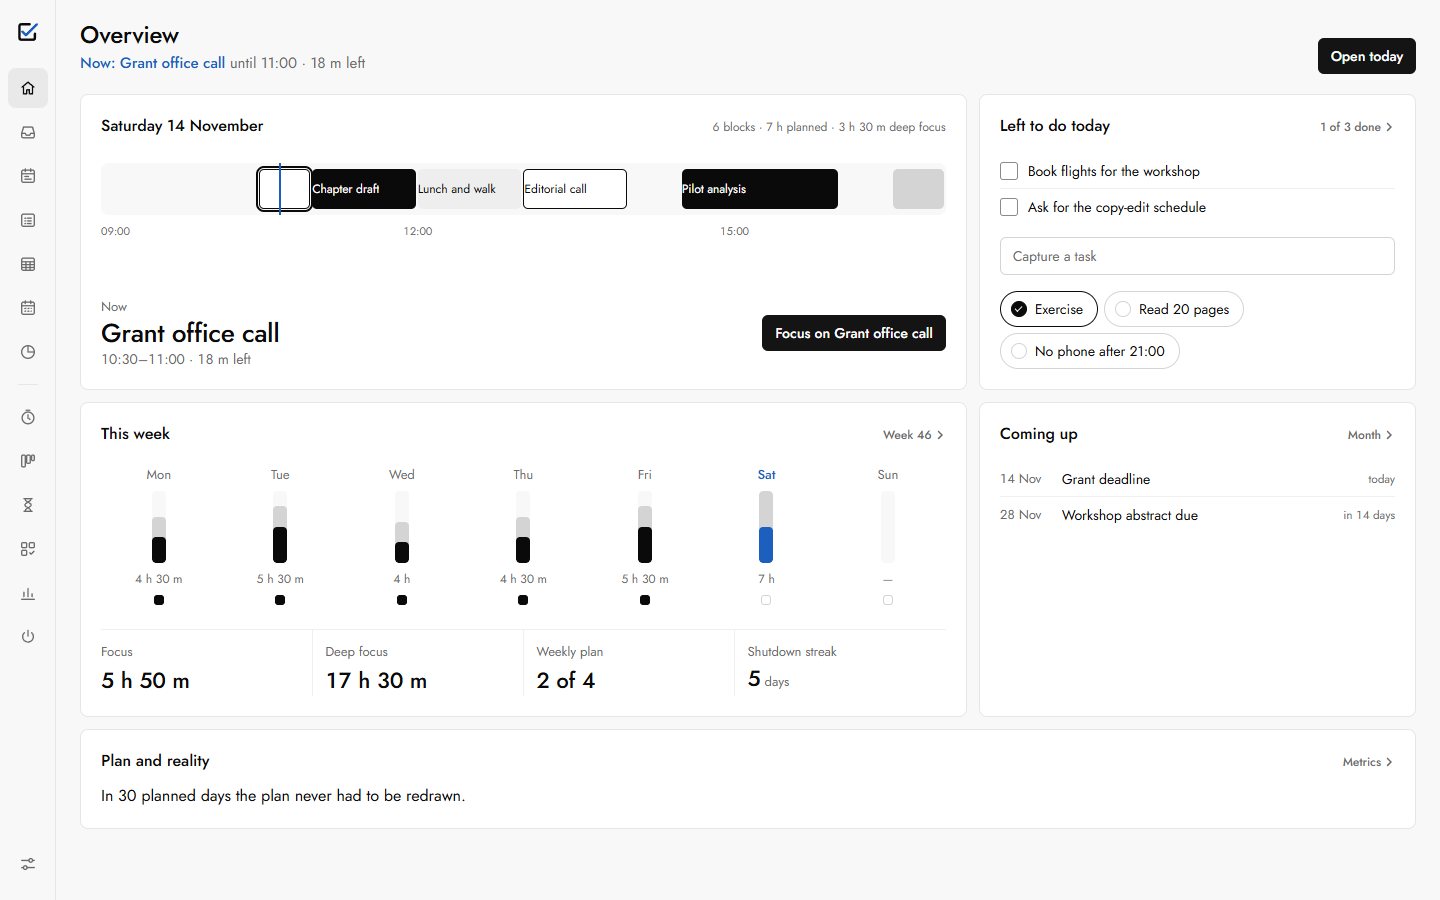 Overview
Now: Grant office call until 11:00 · 18 m left
Open today
Saturday 14 November
6 blocks · 7 h planned · 3 h 30 m deep focus
Chapter draft
Lunch and walk
Editorial call
Pilot analysis
09:00
12:00
15:00
Now
Grant office call
10:30–11:00 · 18 m left
Focus on Grant office call
Left to do today
1 of 3 done
Book flights for the workshop
Ask for the copy-edit schedule
Capture a task
Exercise
Read 20 pages
No phone after 21:00
This week
Week 46
Mon Tue Wed Thu Fri Sat Sun
4 h 30 m 5 h 30 m 4 h 4 h 30 m 5 h 30 m 7 h —
Focus
5 h 50 m
Deep focus
17 h 30 m
Weekly plan
2 of 4
Shutdown streak
5 days
Coming up
Month
14 Nov Grant deadline today
28 Nov Workshop abstract due in 14 days
Plan and reality
Metrics
In 30 planned days the plan never had to be redrawn.